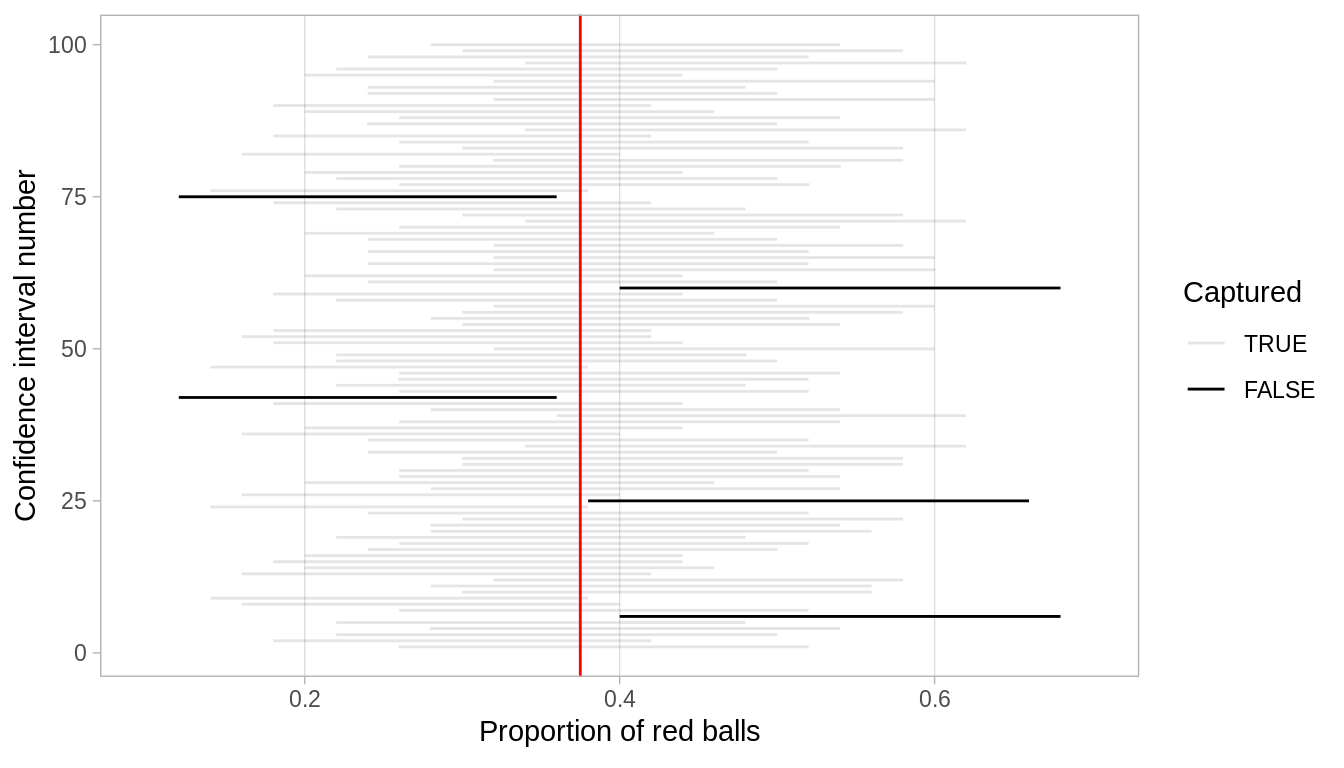 100
75
50
25
0
Confidence interval number
0.2
0.4
0.6
Proportion of red balls
Captured
TRUE
FALSE